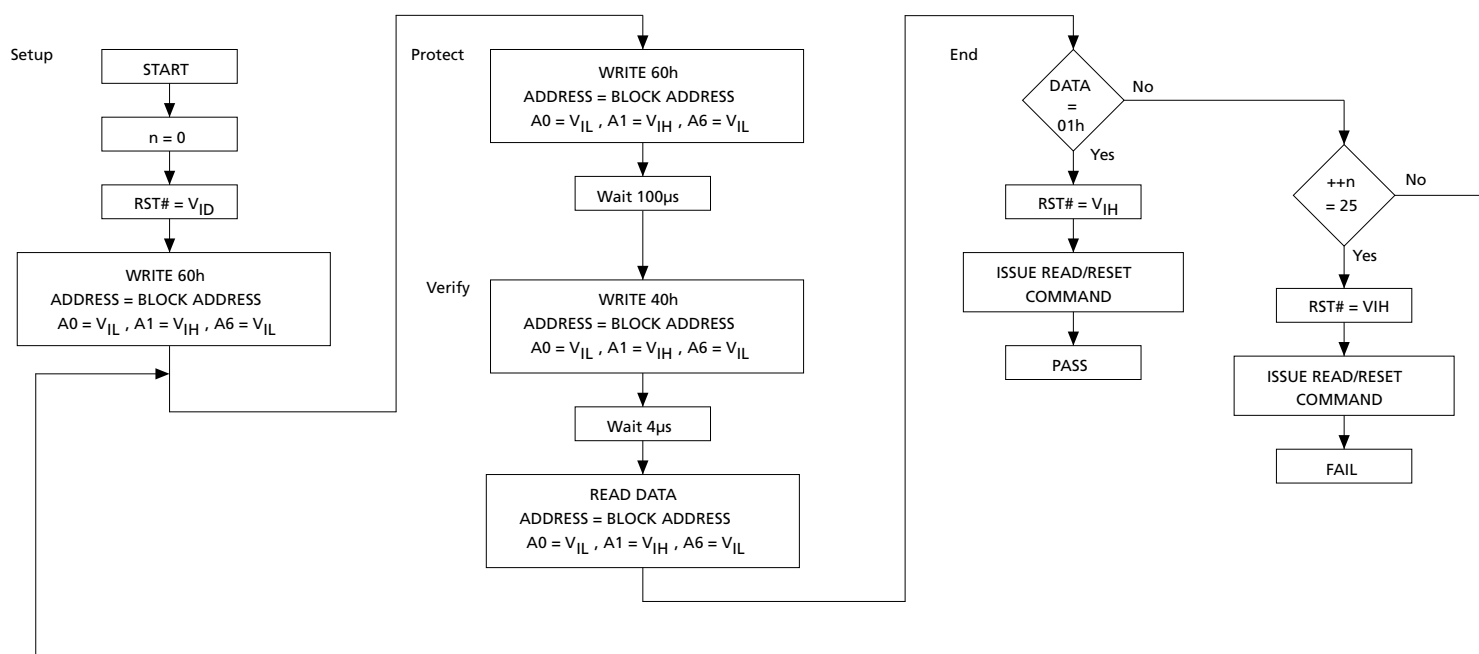 Setup
START
n = 0
RST# = VID
WRITE 60h
ADDRESS = BLOCK ADDRESS
A0 = VIL , A1 = VIH , A6 = VIL
Protect
WRITE 60h
ADDRESS = BLOCK ADDRESS
A0 = VIL , A1 = VIH , A6 = VIL
Wait 100µs
Verify
WRITE 40h
ADDRESS = BLOCK ADDRESS
A0 = VIL , A1 = VIH , A6 = VIL
Wait 4µs
READ DATA
ADDRESS = BLOCK ADDRESS
A0 = VIL , A1 = VIH , A6 = VIL
End
DATA
=
01h
No
Yes
RST# = VIH
ISSUE READ/RESET
COMMAND
PASS
++n
= 25
No
Yes
RST# = VIH
ISSUE READ/RESET
COMMAND
FAIL